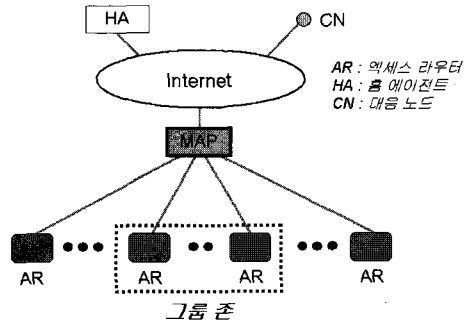 HA
CN
Internet
AR : 엑세스 라우터
HA : 홈 에이전트
CN : 대응 노드
MAP
AR
AR
AR
AR
그룹 존